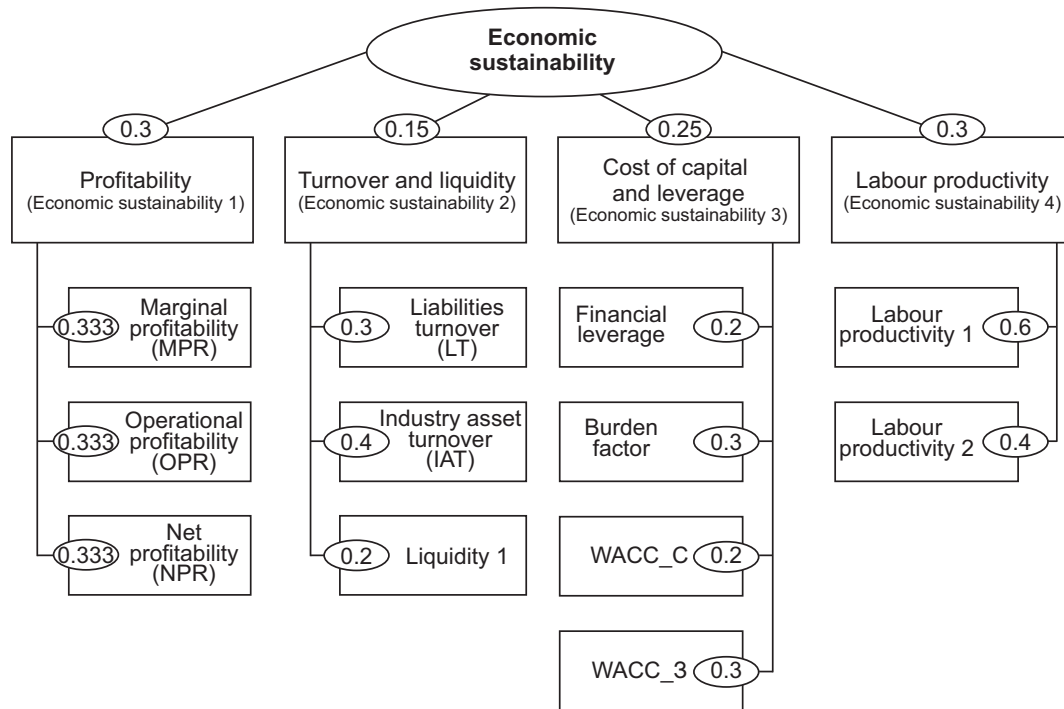 Economic
sustainability
0.3
0.15
0.25
0.3
Profitability
(Economic sustainability 1)
Turnover and liquidity
(Economic sustainability 2)
Cost of capital
and leverage
(Economic sustainability 3)
Labour productivity
(Economic sustainability 4)
0.333
Marginal
profitability
(MPR)
0.333
Operational
profitability
(OPR)
0.333
Net
profitability
(NPR)
0.3
Liabilities
turnover
(LT)
0.4
Industry asset
turnover
(IAT)
0.2
Liquidity 1
Financial
leverage
0.2
Burden
factor
0.3
WACC_C
0.2
WACC_3
0.3
Labour
productivity 1
0.6
Labour
productivity 2
0.4